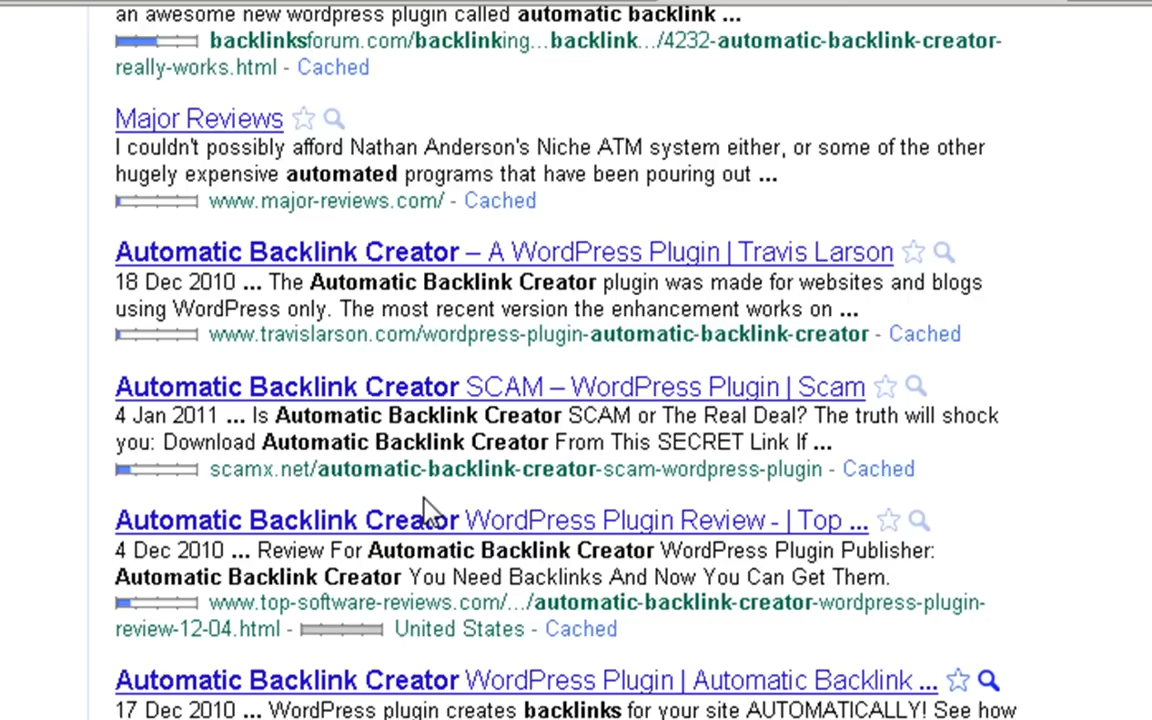 an awesome new wordpress plugin called automatic backlink ...
backlinksforum.com/backlinking...backlink.../4232-automatic-backlink-creator-
really-works.html - Cached
Major Reviews
I couldn't possibly afford Nathan Anderson's Niche ATM system either, or some of the other
hugely expensive automated programs that have been pouring out ...
www.major-reviews.com/ - Cached
Automatic Backlink Creator – A WordPress Plugin | Travis Larson
18 Dec 2010 ... The Automatic Backlink Creator plugin was made for websites and blogs
using WordPress only. The most recent version the enhancement works on ...
www.travislarson.com/wordpress-plugin-automatic-backlink-creator - Cached
Automatic Backlink Creator SCAM – WordPress Plugin | Scam
4 Jan 2011 ... Is Automatic Backlink Creator SCAM or The Real Deal? The truth will shock
you: Download Automatic Backlink Creator From This SECRET Link If ...
scamx.net/automatic-backlink-creator-scam-wordpress-plugin - Cached
Automatic Backlink Creator WordPress Plugin Review - | Top ...
4 Dec 2010 ... Review For Automatic Backlink Creator WordPress Plugin Publisher:
Automatic Backlink Creator You Need Backlinks And Now You Can Get Them.
www.top-software-reviews.com/.../automatic-backlink-creator-wordpress-plugin-
review-12-04.html - United States - Cached
Automatic Backlink Creator WordPress Plugin | Automatic Backlink ...
17 Dec 2010 ... WordPress plugin creates backlinks for your site AUTOMATICALLY! See how